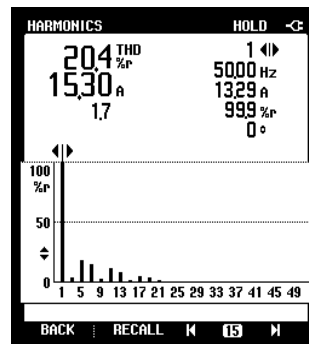 HARMONICS HOLD
20,4 THD %r
15,30 A
1,7
1
50,00 Hz
13,29 A
99,9 %r
0 °
100
%r
50
0
1 5 9 13 17 21 25 29 33 37 41 45 49
BACK RECALL 15